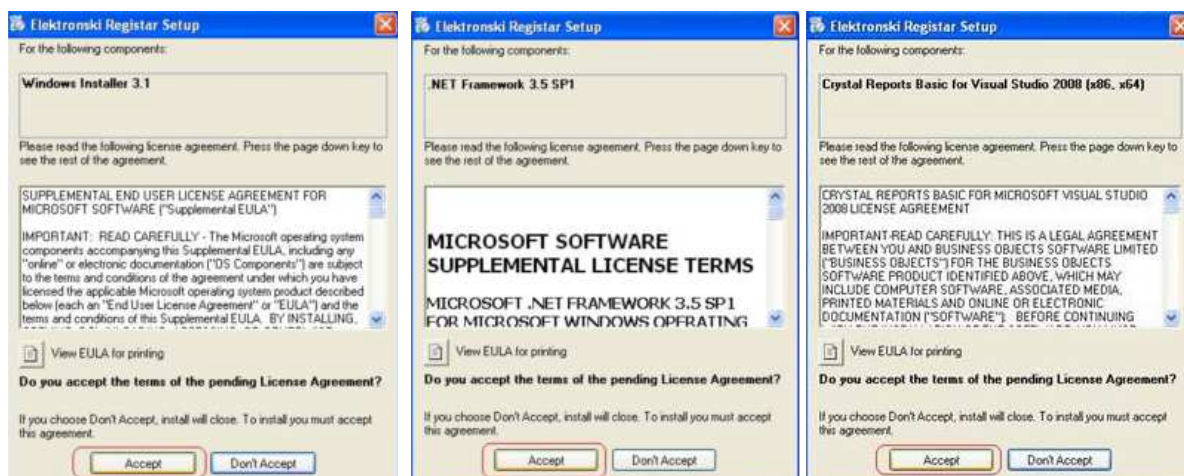 Elektronski Registar Setup
For the following components:
Windows Installer 3.1
Please read the following license agreement. Press the page down key to
see the rest of the agreement.
SUPPLEMENTAL END USER LICENSE AGREEMENT FOR
MICROSOFT SOFTWARE ("Supplemental EULA")
IMPORTANT: READ CAREFULLY - The Microsoft operating system
components accompanying this Supplemental EULA, including any
"online" or electronic documentation ("OS Components") are subject
to the terms and conditions of the agreement under which you have
licensed the applicable Microsoft operating system product described
below (each an "End User License Agreement" or "EULA") and the
terms and conditions of this Supplemental EULA. BY INSTALLING,
View EULA for printing
Do you accept the terms of the pending License Agreement?
If you choose Don't Accept, install will close. To install you must accept
this agreement.
Accept
Don't Accept
Elektronski Registar Setup
For the following components:
.NET Framework 3.5 SP1
Please read the following license agreement. Press the page down key to
see the rest of the agreement.
MICROSOFT SOFTWARE
SUPPLEMENTAL LICENSE TERMS
MICROSOFT .NET FRAMEWORK 3.5 SP1
FOR MICROSOFT WINDOWS OPERATING
View EULA for printing
Do you accept the terms of the pending License Agreement?
If you choose Don't Accept, install will close. To install you must accept
this agreement.
Accept
Don't Accept
Elektronski Registar Setup
For the following components:
Crystal Reports Basic for Visual Studio 2008 (x86, x64)
Please read the following license agreement. Press the page down key to
see the rest of the agreement.
CRYSTAL REPORTS BASIC FOR MICROSOFT VISUAL STUDIO
2008 LICENSE AGREEMENT
IMPORTANT-READ CAREFULLY: THIS IS A LEGAL AGREEMENT
BETWEEN YOU AND BUSINESS OBJECTS SOFTWARE LIMITED
("BUSINESS OBJECTS") FOR THE BUSINESS OBJECTS
SOFTWARE PRODUCT IDENTIFIED ABOVE, WHICH MAY
INCLUDE COMPUTER SOFTWARE, ASSOCIATED MEDIA,
PRINTED MATERIALS AND ONLINE OR ELECTRONIC
DOCUMENTATION ("SOFTWARE"). BEFORE CONTINUING
View EULA for printing
Do you accept the terms of the pending License Agreement?
If you choose Don't Accept, install will close. To install you must accept
this agreement.
Accept
Don't Accept